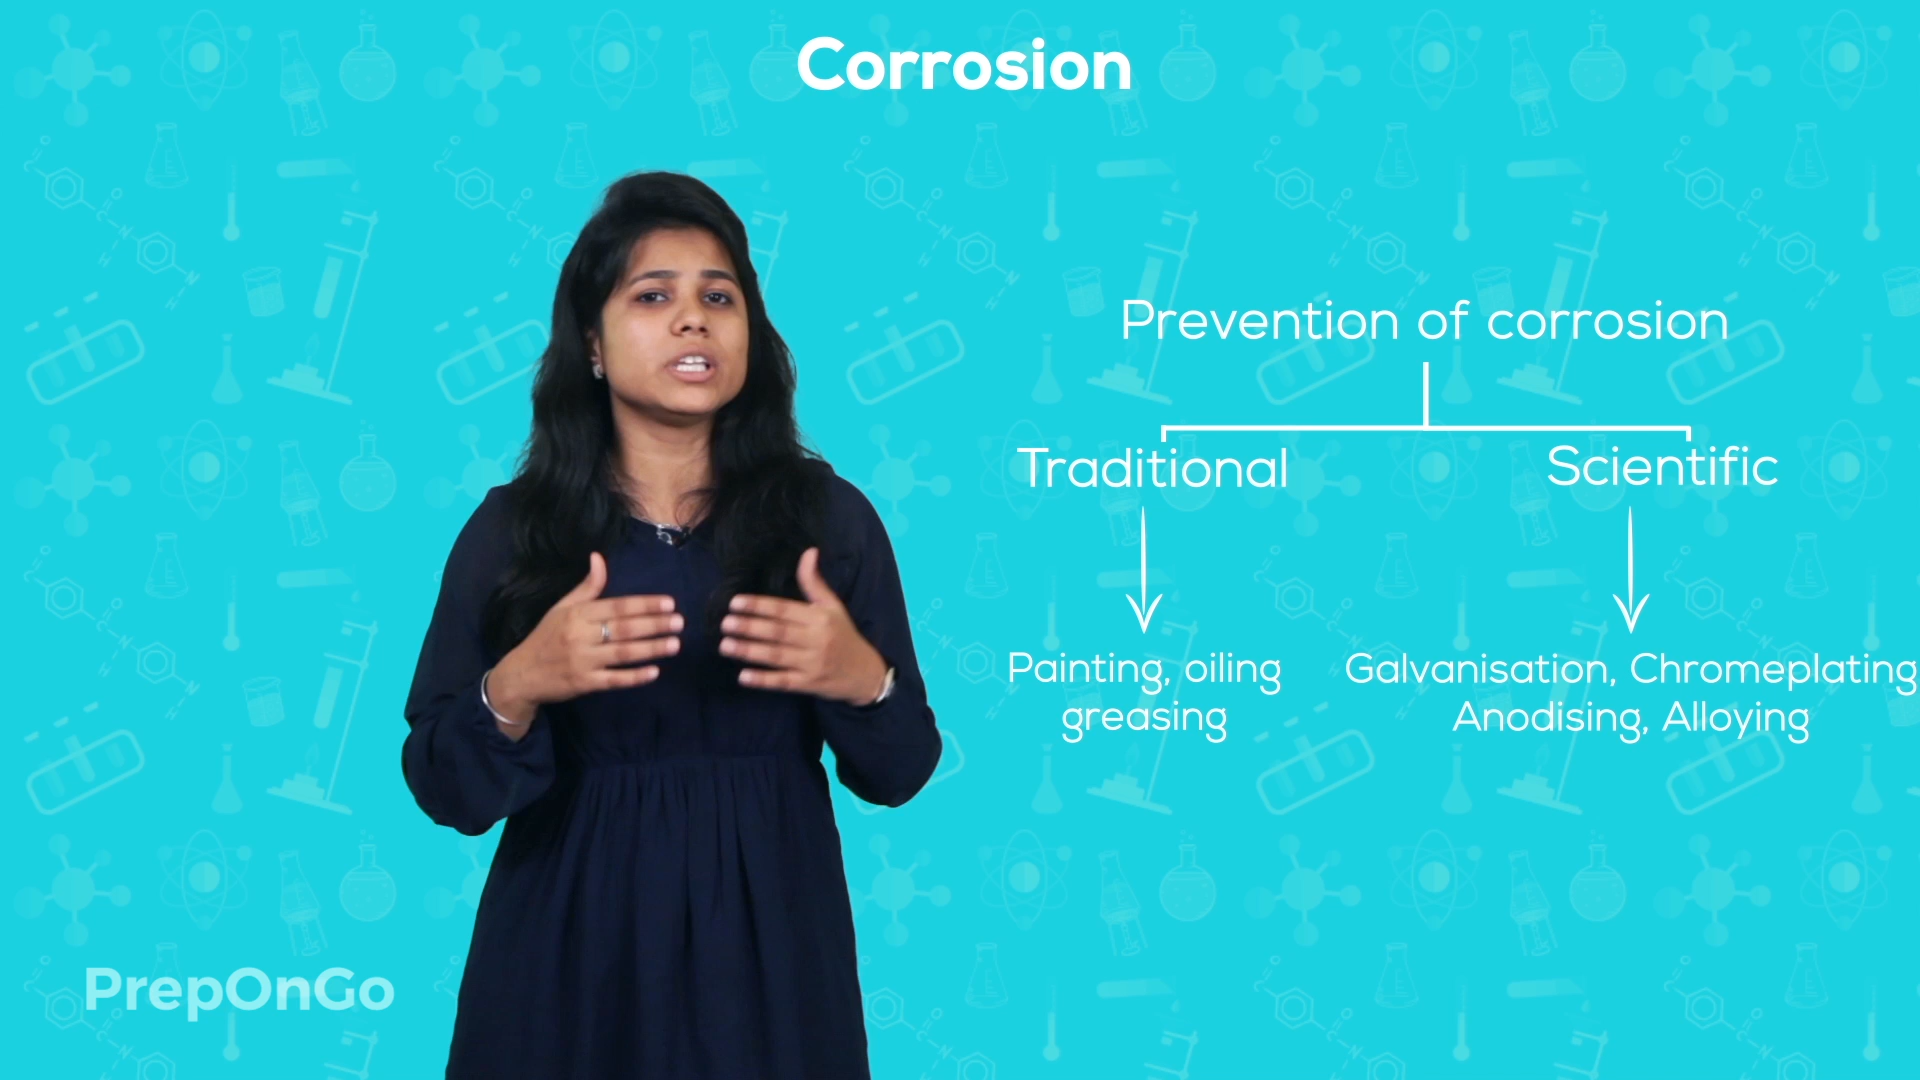 Corrosion
Prevention of corrosion
Traditional
Scientific
Painting, oiling
greasing
Galvanisation, Chromeplating
Anodising, Alloying
PrepOnGo